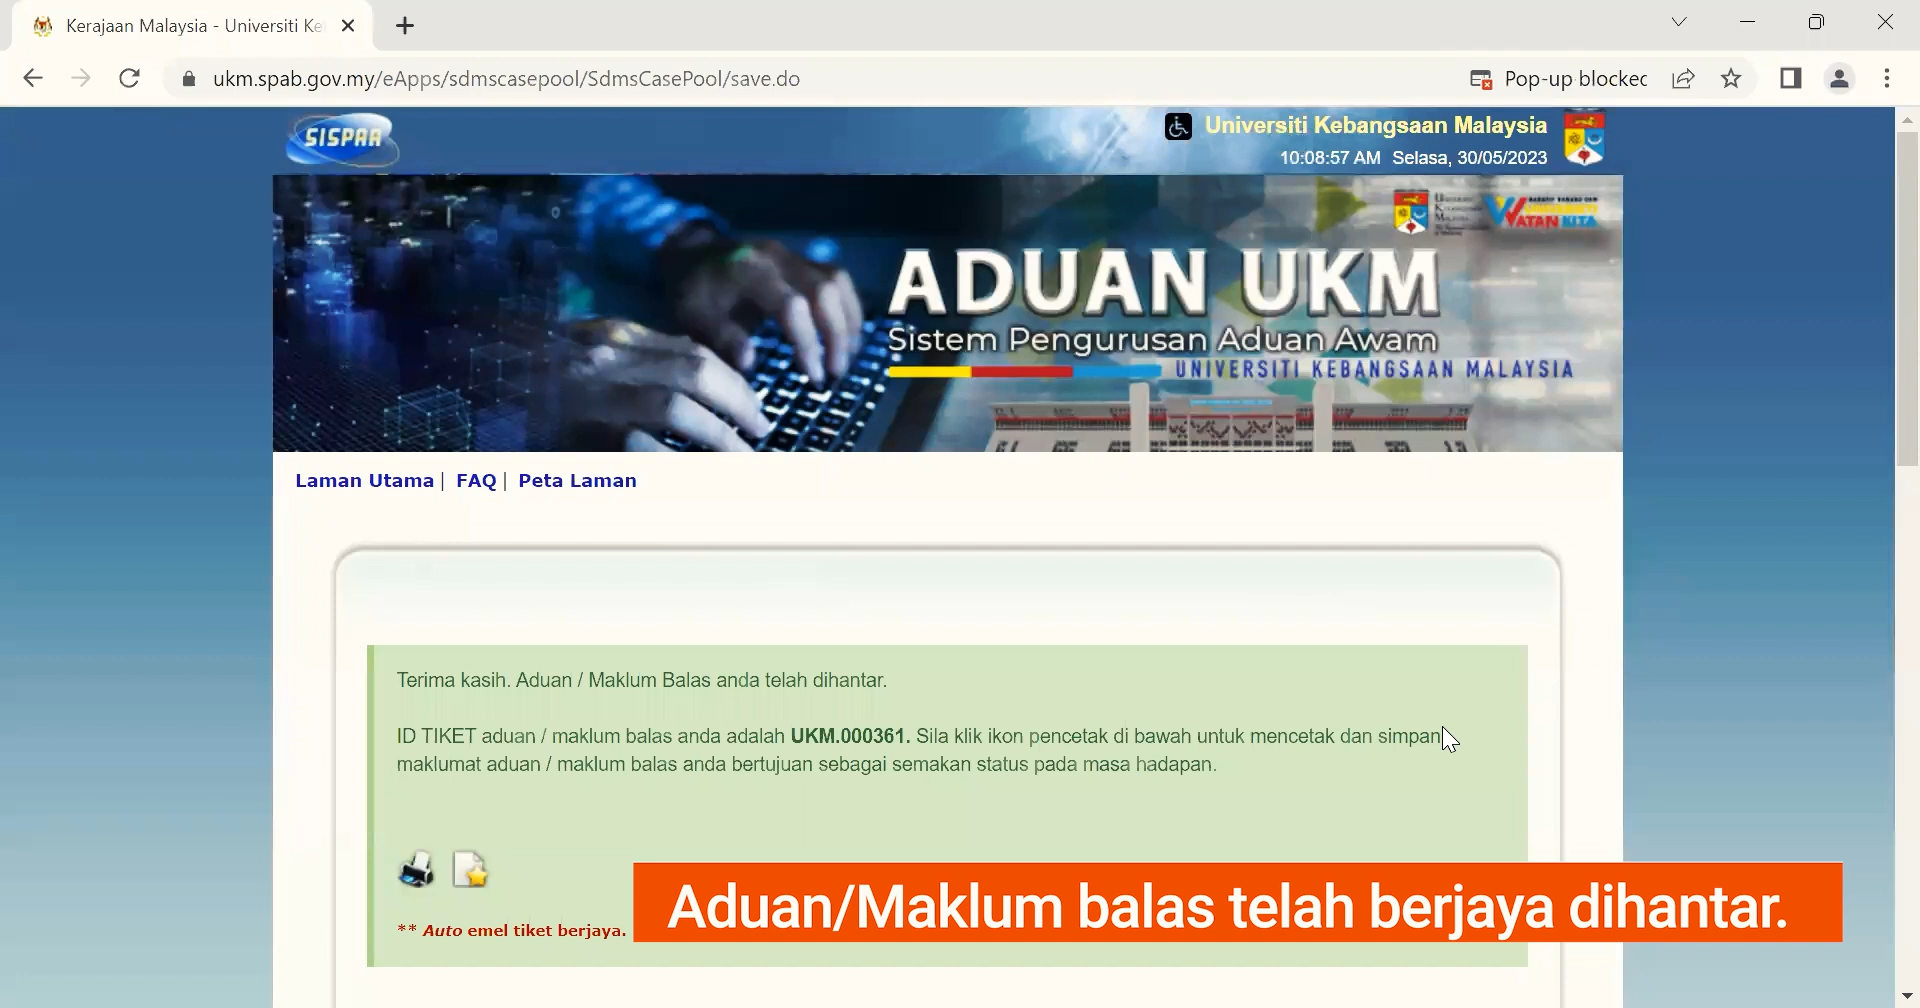 Kerajaan Malaysia - Universiti Ke
ukm.spab.gov.my/eApps/sdmscasepool/SdmsCasePool/save.do
Pop-up blocked
SISPAA
Universiti Kebangsaan Malaysia
10:08:57 AM Selasa, 30/05/2023
WATAN KITA
ADUAN UKM
Sistem Pengurusan Aduan Awam
UNIVERSITI KEBANGSAAN MALAYSIA
Laman Utama | FAQ | Peta Laman
Terima kasih. Aduan / Maklum Balas anda telah dihantar.
ID TIKET aduan / maklum balas anda adalah UKM.000361. Sila klik ikon pencetak di bawah untuk mencetak dan simpan
maklumat aduan / maklum balas anda bertujuan sebagai semakan status pada masa hadapan.
** Auto emel tiket berjaya.
Aduan/Maklum balas telah berjaya dihantar.